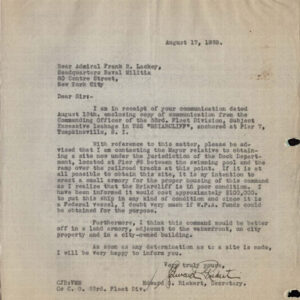 August 17, 1938.
Rear Admiral Frank R. Lackey,
Headquarters Naval Militia
80 Centre Street,
New York City
Dear Sir:-
I am in receipt of your communication dated
August 15th, enclosing copy of communication from the
Commanding Officer of the 83rd. Fleet Division, Subject
Excessive leakage in USS "BRIARCLIFF", anchored at Pier 7,
Tompkinsville, S. I.
With reference to this matter, please be ad-
vised that I am contacting the Mayor relative to obtain-
ing a site now under the jurisdiction of the Dock Depart-
ment, located at Pier #6 between the swimming pool and
the ramp over the railroad tracks at this point. If it is at
all possible to obtain this site, it is my intention to
erect a small armory for the proper housing of this unit,
as I realize that the Briarcliff is in poor condition. I
have been informed it would cost approximately $100,000.
to put this ship in any kind of condition and since it is
a Federal vessel, I doubt very much if W.P.A. Funds could
be obtained for the purpose.
Furthermore, I think this command would be better
off in a land armory, adjacent to the waterfront, on city
property and in a city-owned building.
As soon as any determination as to a site is made,
I will be very happy to inform you.
Very truly yours,
Edward J. Riekert, Secretary.
Cc C.O. 83rd. Fleet Div.